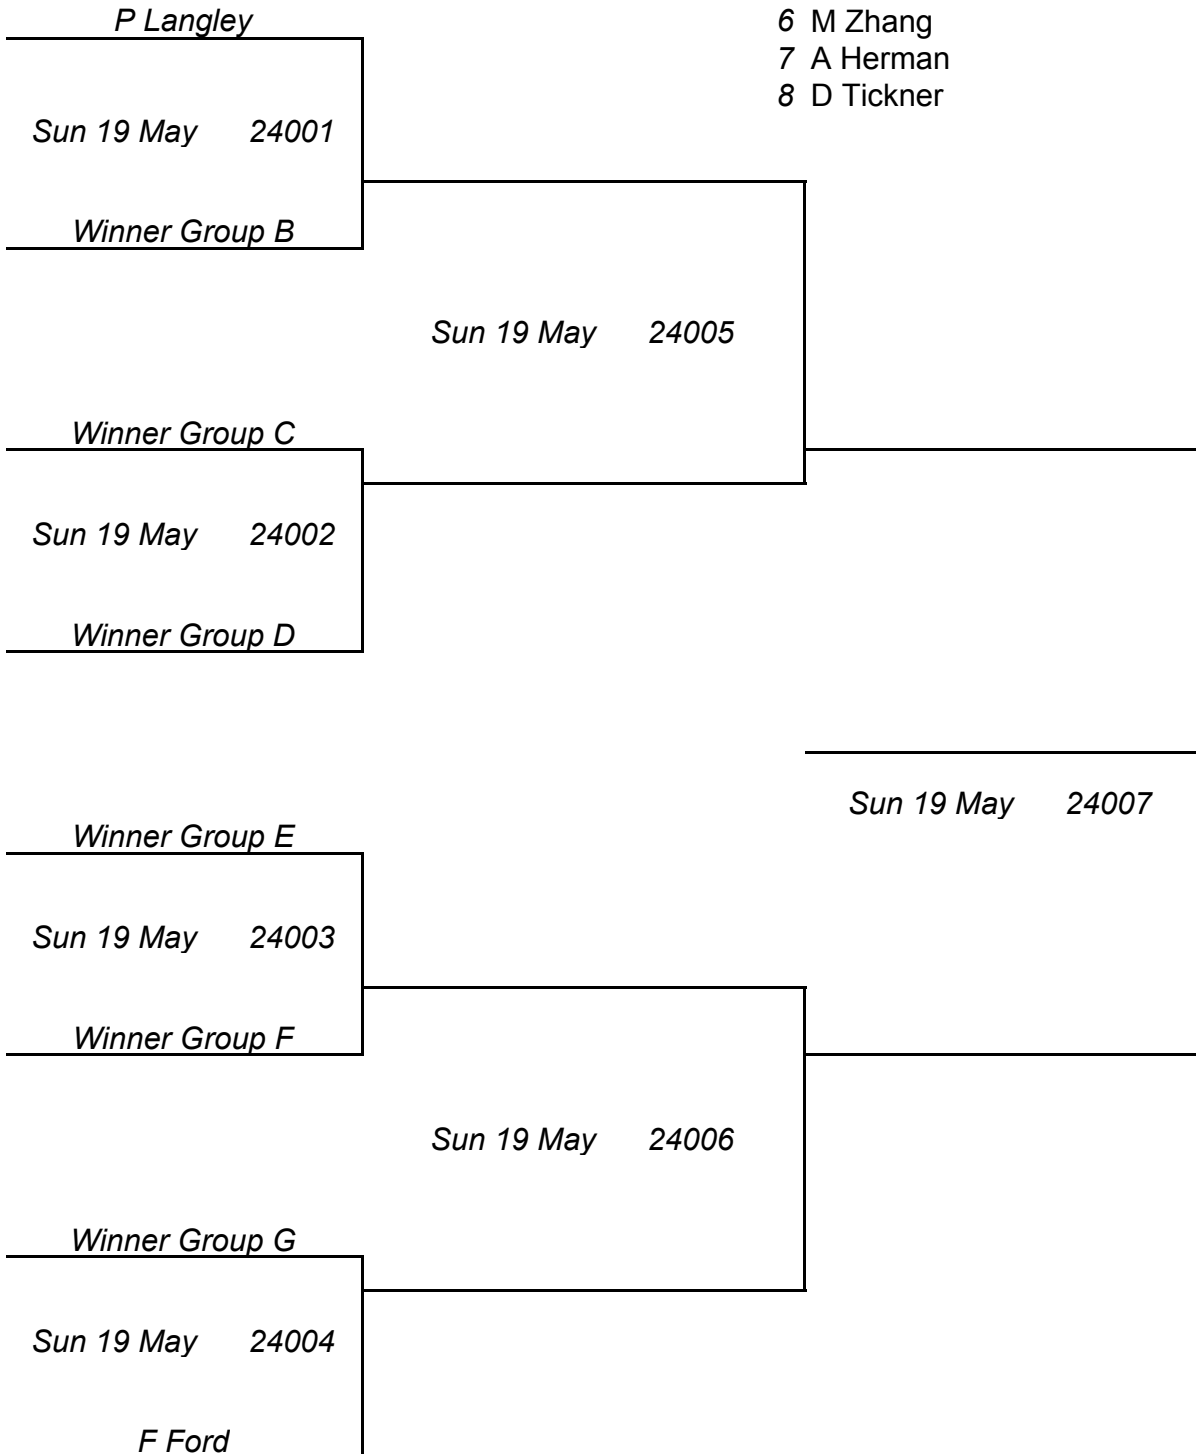 P Langley
6 M Zhang
7 A Herman
8 D Tickner
Sun 19 May 24001
Winner Group B
Sun 19 May 24005
Winner Group C
Sun 19 May 24002
Winner Group D
Sun 19 May 24007
Winner Group E
Sun 19 May 24003
Winner Group F
Sun 19 May 24006
Winner Group G
Sun 19 May 24004
F Ford